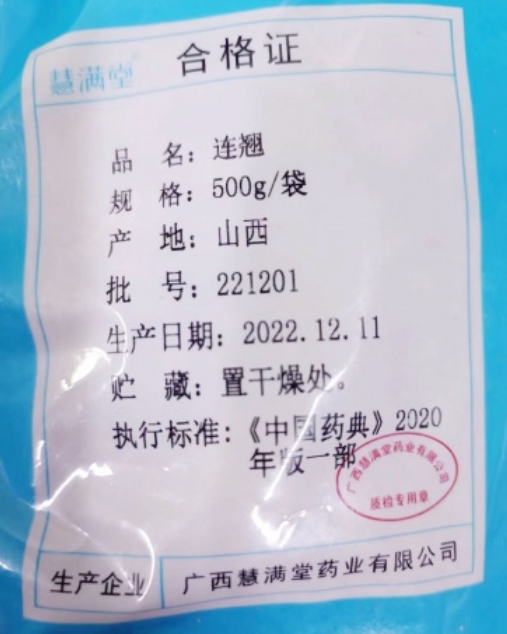 慧满堂
合格证
品 名：连翘
规 格：500g/袋
产 地：山西
批 号：221201
生产日期：2022.12.11
贮 藏：置干燥处。
执行标准：《中国药典》2020
年版一部
广西慧满堂药业有限公司
质检专用章
生产企业 广西慧满堂药业有限公司